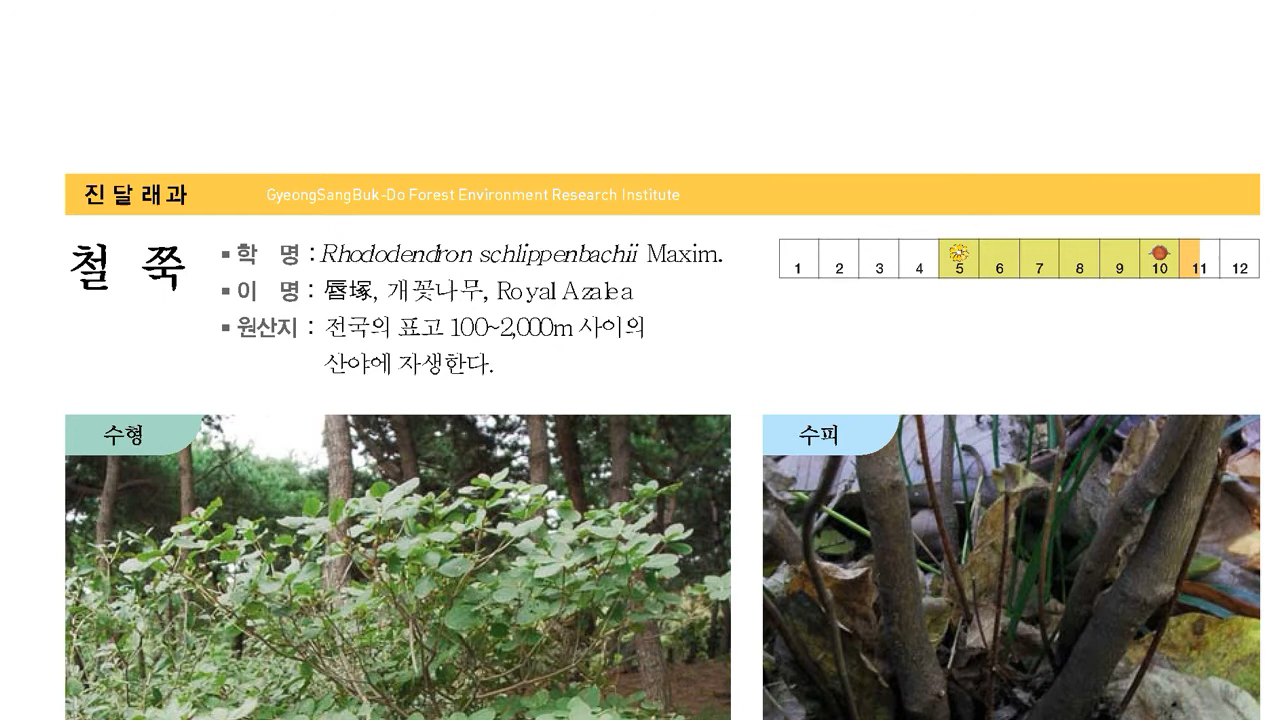 진달래과 GyeongSangBuk-Do Forest Environment Research Institute
철 쭉
▪학 명 : Rhododendron schlippenbachii Maxim.
▪이 명 : 唇塚, 개꽃나무, Royal Azalea
▪원산지 : 전국의 표고 100~2,000m 사이의
산야에 자생한다.
1 2 3 4 5 6 7 8 9 10 11 12
수형
수피